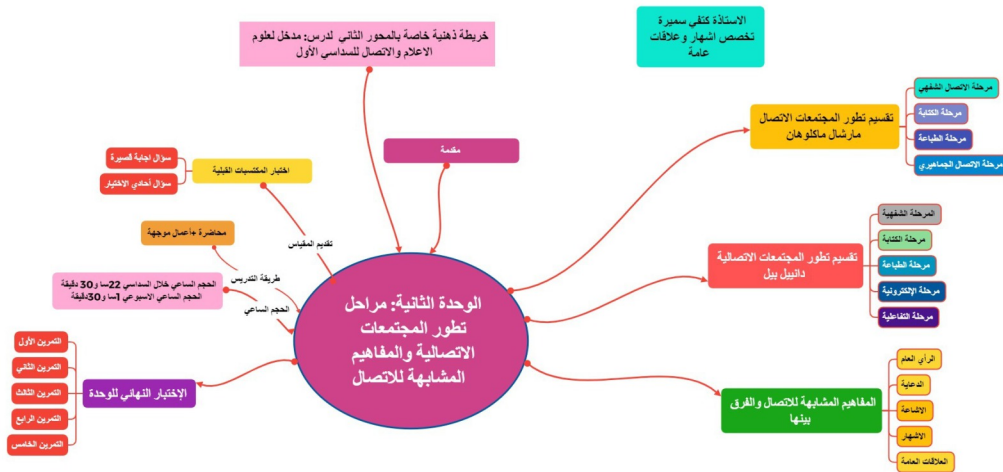 خريطة ذهنية خاصة بالمحور الثاني لدرس: مدخل لعلوم
الاعلام والاتصال للسداسي الأول
الاستاذة كتفي سميرة
تخصص اشهار وعلاقات
عامة
مقدمة
تقسيم تطور المجتمعات الاتصال
مارشال ماكلوهان
مرحلة الاتصال الشفهي
مرحلة الكتابة
مرحلة الطباعة
مرحلة الاتصال الجماهيري
اختبار المكتسبات القبلية
سؤال اجابة قصيرة
سؤال أحادي الاختيار
تقديم المقياس
محاضرة +أعمال موجهة
طريقة التدريس
الحجم الساعي خلال السداسي 22سا و30 دقيقة
الحجم الساعي الاسبوعي 1سا و30دقيقة
الحجم الساعي
الوحدة الثانية: مراحل
تطور المجتمعات
الاتصالية والمفاهيم
المشابهة للاتصال
تقسيم تطور المجتمعات الاتصالية
دانييل بيل
المرحلة الشفهية
مرحلة الكتابة
مرحلة الطباعة
مرحلة الإلكترونية
مرحلة التفاعلية
الإختبار النهائي للوحدة
التمرين الأول
التمرين الثاني
التمرين الثالث
التمرين الرابع
التمرين الخامس
المفاهيم المشابهة للاتصال والفرق
بينها
الرأي العام
الدعاية
الاشاعة
الاشهار
العلاقات العامة